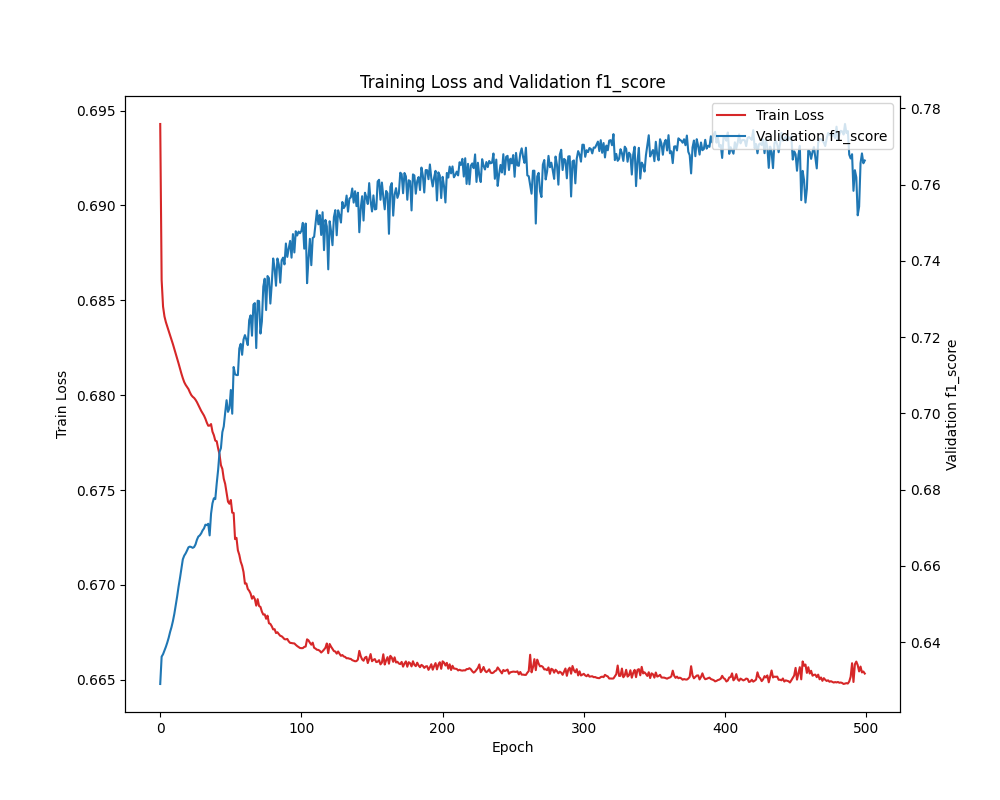 Training Loss and Validation f1_score
Train Loss
Validation f1_score
0.695
0.690
0.685
0.680
0.675
0.670
0.665
Train Loss
0.78
0.76
0.74
0.72
0.70
0.68
0.66
0.64
Validation f1_score
0 100 200 300 400 500
Epoch